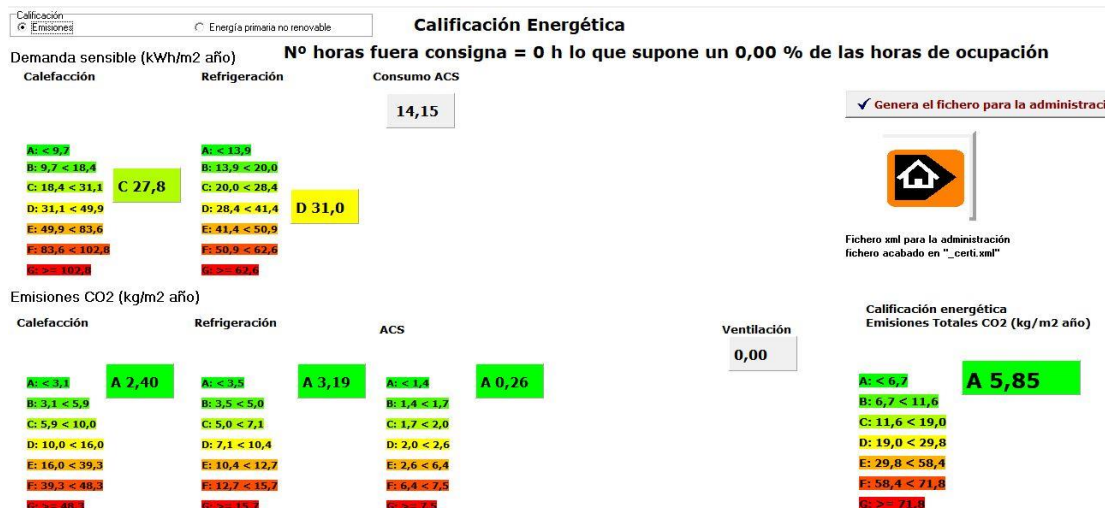 Calificación
Emisiones
Energía primaria no renovable
Calificación Energética
Demanda sensible (kWh/m2 año)
Nº horas fuera consigna = 0 h lo que supone un 0,00 % de las horas de ocupación
Calefacción
Refrigeración
Consumo ACS
14,15
Genera el fichero para la administraci
A: < 9,7
B: 9,7 < 18,4
C: 18,4 < 31,1
D: 31,1 < 49,9
E: 49,9 < 83,6
F: 83,6 < 102,8
G: >= 102,8
C 27,8
A: < 13,9
B: 13,9 < 20,0
C: 20,0 < 28,4
D: 28,4 < 41,4
E: 41,4 < 50,9
F: 50,9 < 62,6
G: >= 62,6
D 31,0
Fichero xml para la administración
fichero acabado en "_certi.xml"
Emisiones CO2 (kg/m2 año)
Calefacción
Refrigeración
ACS
Ventilación
0,00
Calificación energética
Emisiones Totales CO2 (kg/m2 año)
A: < 3,1
B: 3,1 < 5,9
C: 5,9 < 10,0
D: 10,0 < 16,0
E: 16,0 < 39,3
F: 39,3 < 48,3
G: >= 48,3
A 2,40
A: < 3,5
B: 3,5 < 5,0
C: 5,0 < 7,1
D: 7,1 < 10,4
E: 10,4 < 12,7
F: 12,7 < 15,7
G: >= 15,7
A 3,19
A: < 1,4
B: 1,4 < 1,7
C: 1,7 < 2,0
D: 2,0 < 2,6
E: 2,6 < 6,4
F: 6,4 < 7,5
G: >= 7,5
A 0,26
A: < 6,7
B: 6,7 < 11,6
C: 11,6 < 19,0
D: 19,0 < 29,8
E: 29,8 < 58,4
F: 58,4 < 71,8
G: >= 71,8
A 5,85